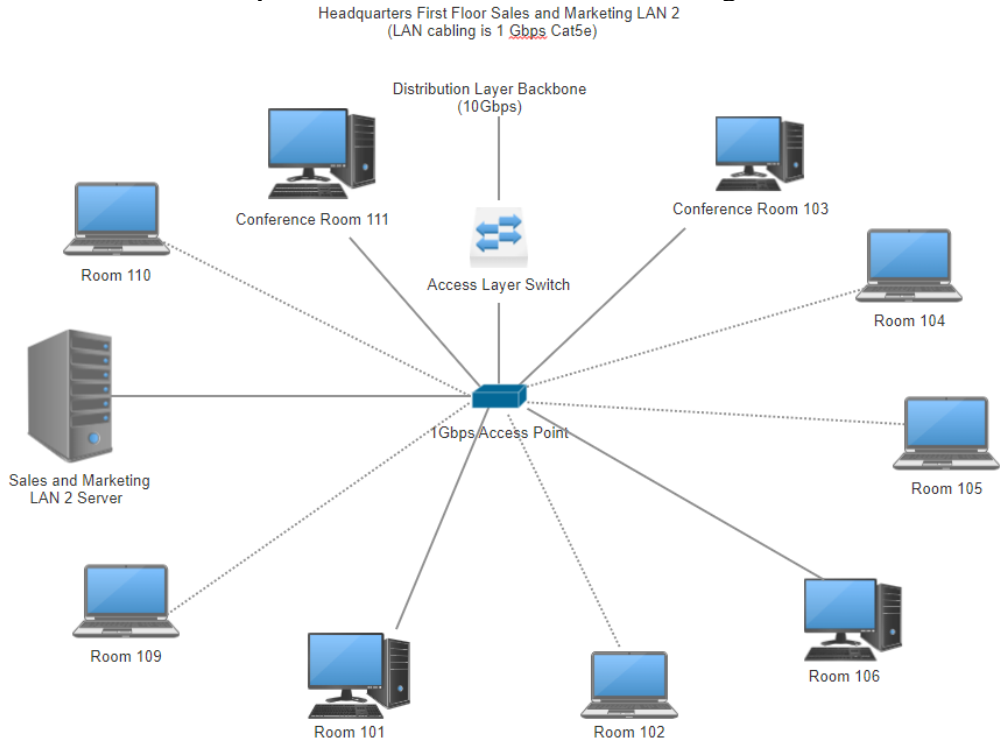 Headquarters First Floor Sales and Marketing LAN 2
(LAN cabling is 1 Gbps Cat5e)
Distribution Layer Backbone
(10Gbps)
Conference Room 111
Conference Room 103
Room 110
Access Layer Switch
Room 104
1Gbps Access Point
Sales and Marketing
LAN 2 Server
Room 105
Room 109
Room 106
Room 101
Room 102